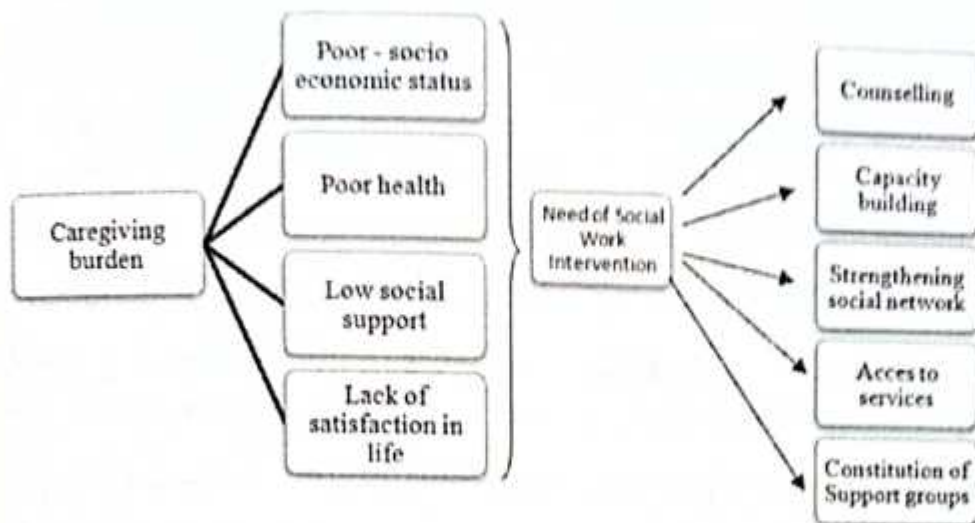 Caregiving
burden
Poor - socio
economic status
Poor health
Low social
support
Lack of
satisfaction in
life
Need of Social
Work
Intervention
Counselling
Capacity
building
Strengthening
social network
Acces to
services
Constitution of
Support groups